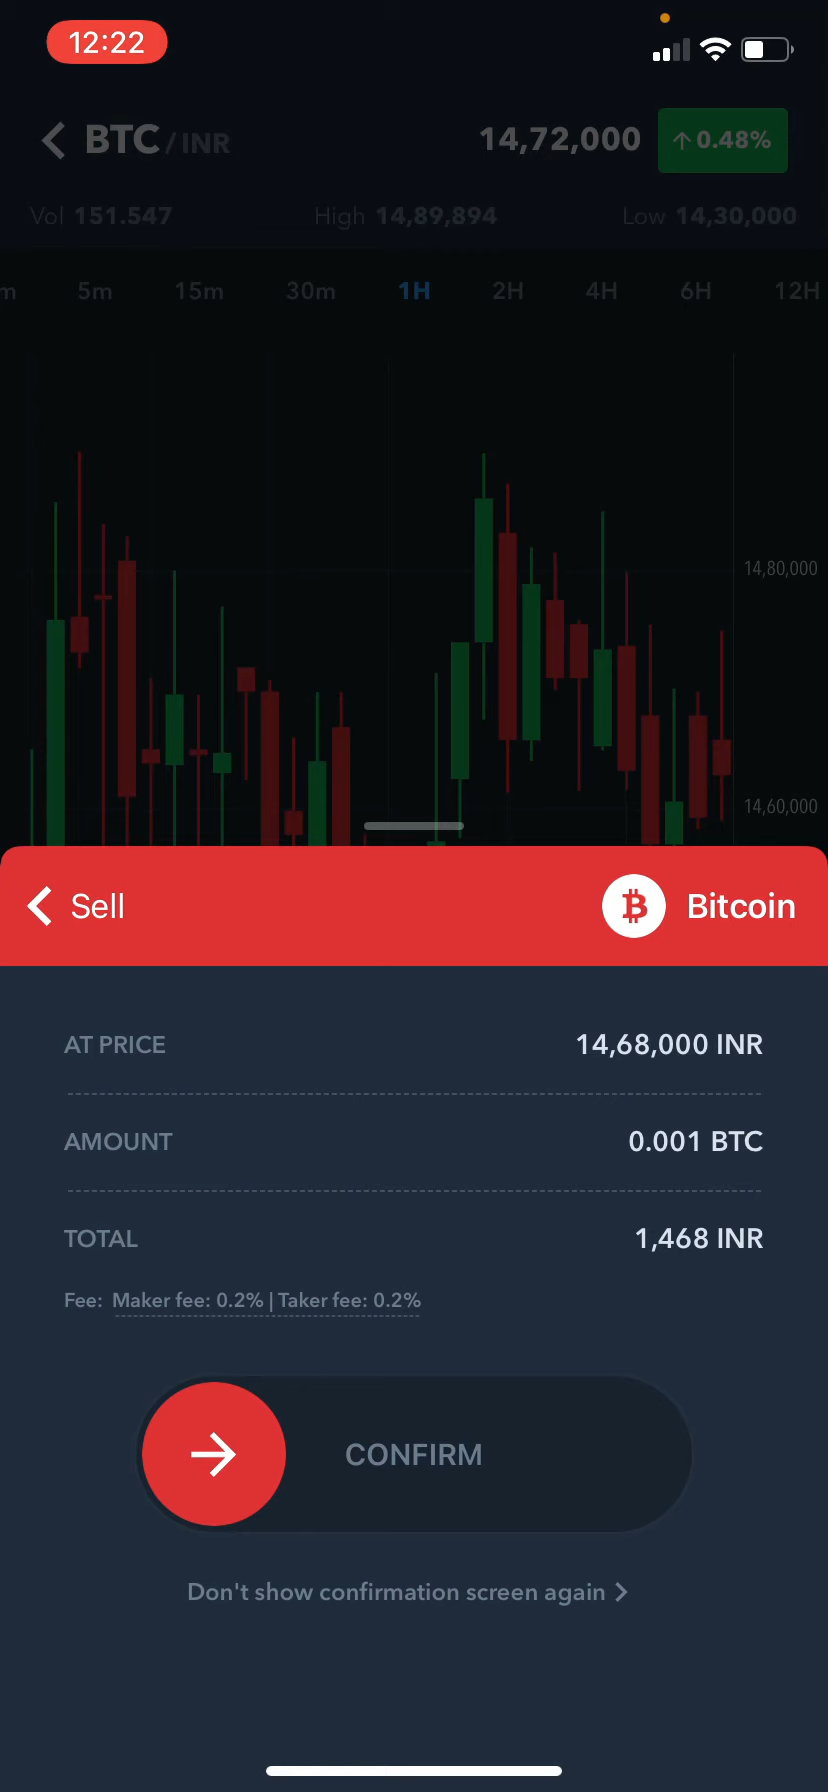 12:22
BTC / INR 14,72,000 ↑ 0.48%
Vol 151.547 High 14,89,894 Low 14,30,000
m 5m 15m 30m 1H 2H 4H 6H 12H
14,80,000
14,60,000
Sell Bitcoin
AT PRICE 14,68,000 INR
AMOUNT 0.001 BTC
TOTAL 1,468 INR
Fee: Maker fee: 0.2% | Taker fee: 0.2%
CONFIRM
Don't show confirmation screen again